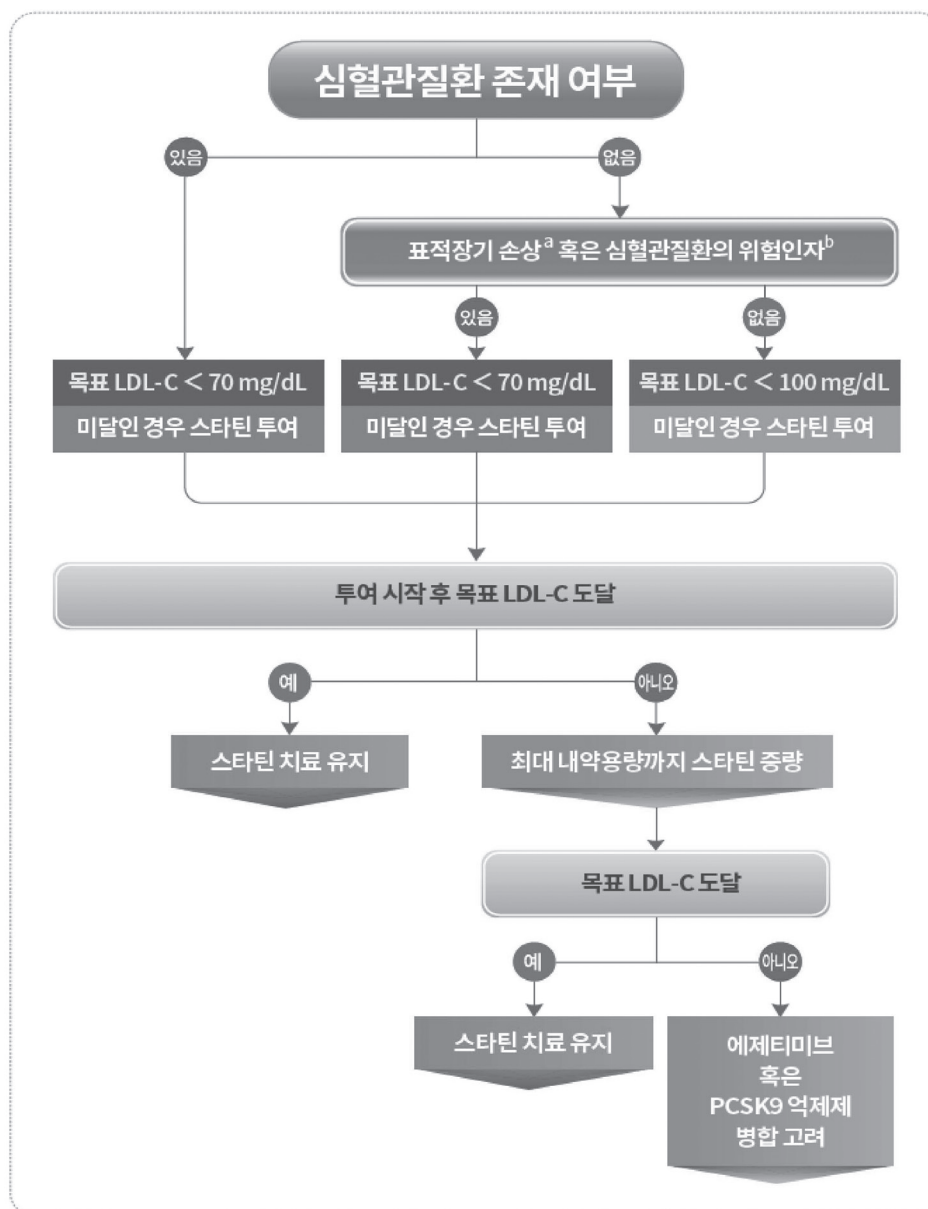 심혈관질환 존재 여부
있음
없음
표적장기 손상a 혹은 심혈관질환의 위험인자b
있음
없음
목표 LDL-C < 70 mg/dL
미달인 경우 스타틴 투여
목표 LDL-C < 70 mg/dL
미달인 경우 스타틴 투여
목표 LDL-C < 100 mg/dL
미달인 경우 스타틴 투여
투여 시작 후 목표 LDL-C 도달
예
아니오
스타틴 치료 유지
최대 내약용량까지 스타틴 증량
목표 LDL-C 도달
예
아니오
스타틴 치료 유지
에제티미브
혹은
PCSK9 억제제
병합 고려